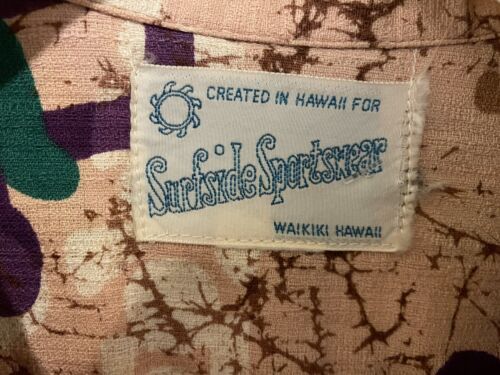 CREATED IN HAWAII FOR
Surfside Sportswear
WAIKIKI HAWAII